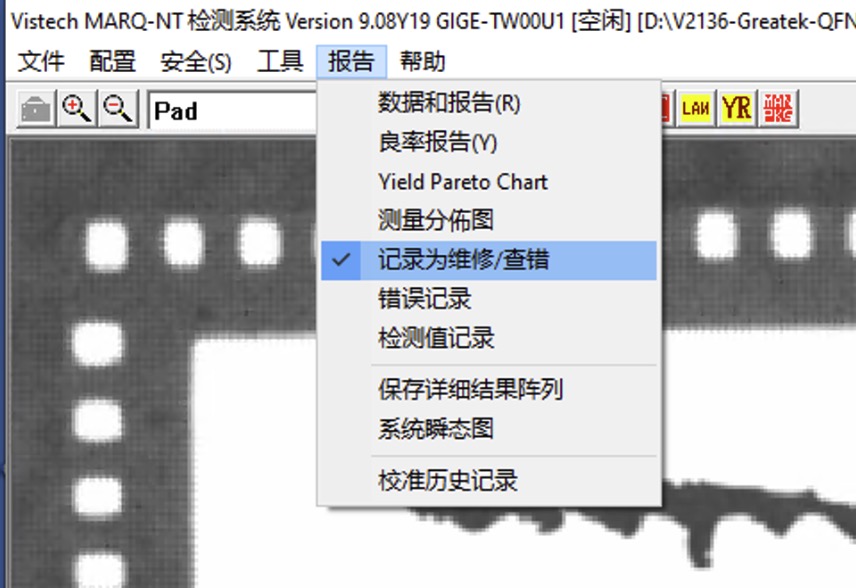 Vistech MARQ-NT 检测系统 Version 9.08Y19 GIGE-TW00U1 [空闲] [D:\V2136-Greatek-QFN
文件 配置 安全(S) 工具 报告 帮助
Pad LAN YR
数据和报告(R)
良率报告(Y)
Yield Pareto Chart
测量分佈图
记录为维修/查错
错误记录
检测值记录
保存详细结果阵列
系统瞬态图
校准历史记录